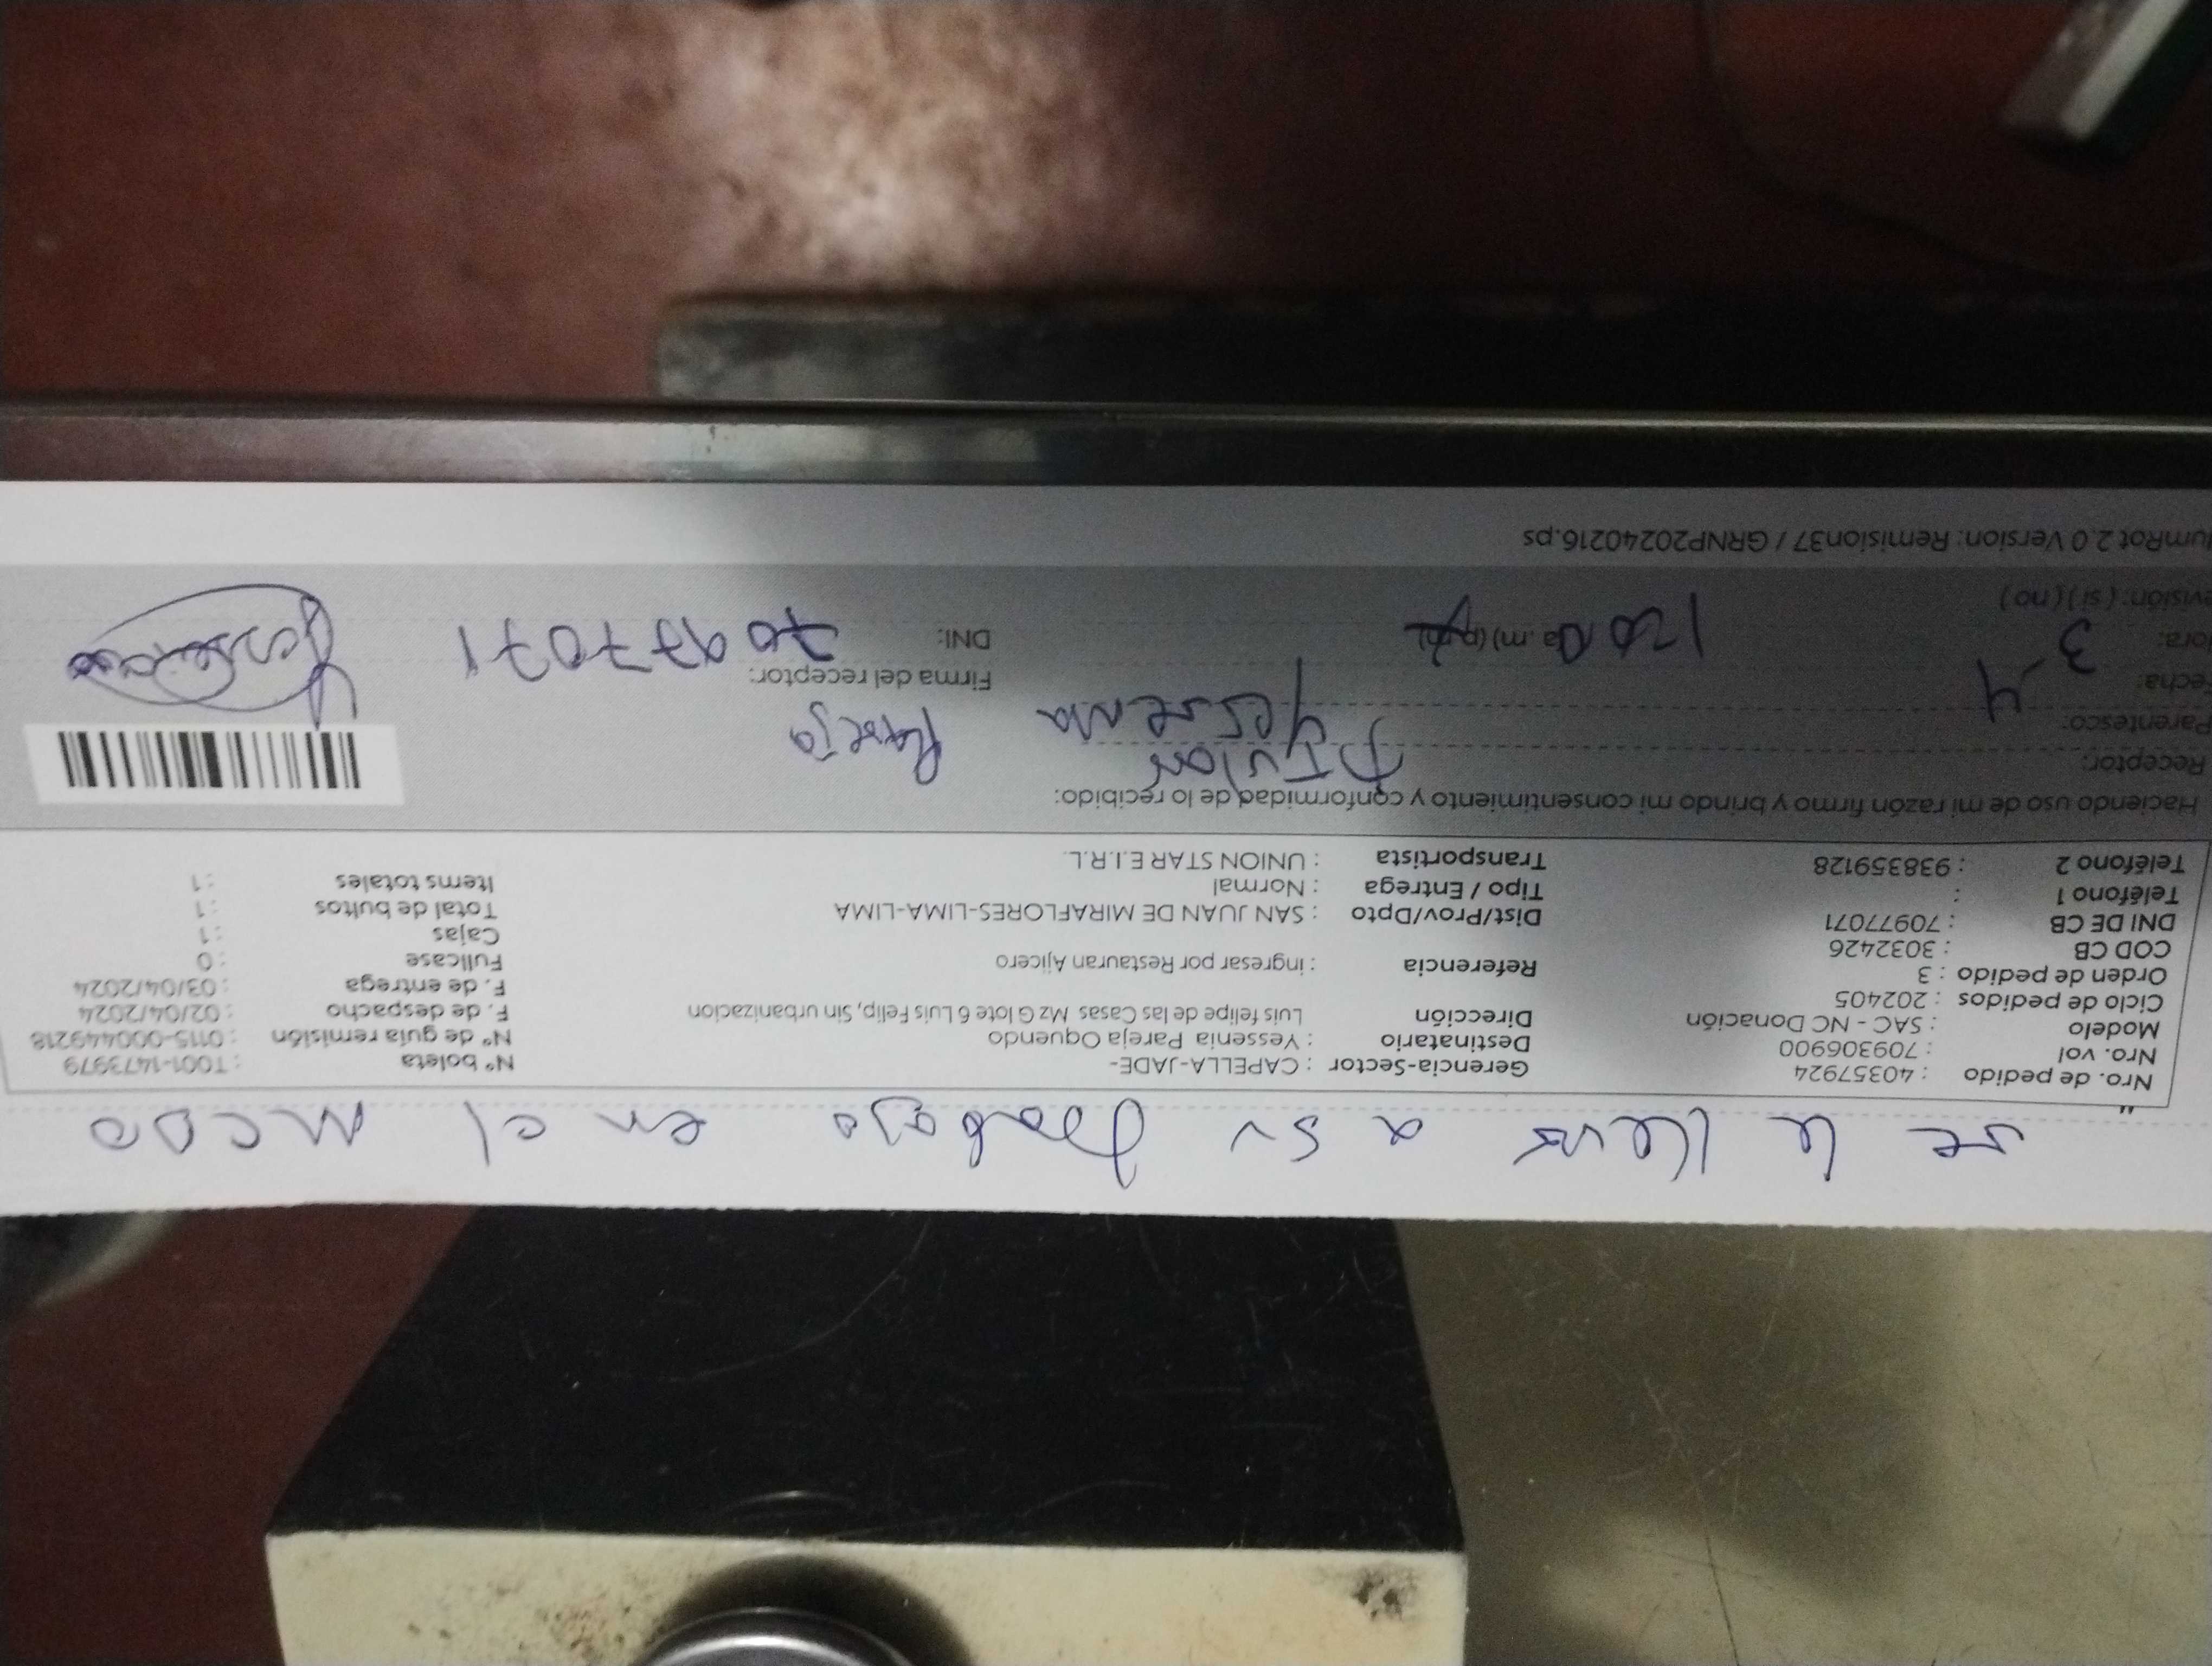 se le llevo a su trabajo en el MCDO
Nro. de pedido : 40357924 Gerencia-Sector : CAPELLA-JADE- N° boleta : T001-1473979
Nro. vol : 709306900 Destinatario : Yessenia Pareja Oquendo N° de guía remisión : 0115-000449218
Modelo : SAC - NC Donación Dirección Luis felipe de las Casas Mz G lote 6 Luis Felip, Sin urbanizacion F. de despacho : 02/04/2024
Ciclo de pedidos : 202405 F. de entrega : 03/04/2024
Orden de pedido : 3 Referencia : ingresar por Restauran Ajicero Fullcase : 0
COD CB : 3032426 Cajas : 1
DNI DE CB : 70977071 Dist/Prov/Dpto : SAN JUAN DE MIRAFLORES-LIMA-LIMA Total de bultos : 1
Teléfono 1 : Tipo / Entrega : Normal Items totales : 1
Teléfono 2 : 938359128 Transportista : UNION STAR E.I.R.L.
Haciendo uso de mi razón firmo y brindo mi consentimiento y conformidad de lo recibido:
Receptor:
Parentesco: Yessenia Pareja
Fecha: 3-4 Firma del receptor:
Hora: (a.m) (p.m) DNI: 70977071
evisión: ( si ) ( no )
umRot 2.0 Version: Remision37 / GRNP20240216.ps